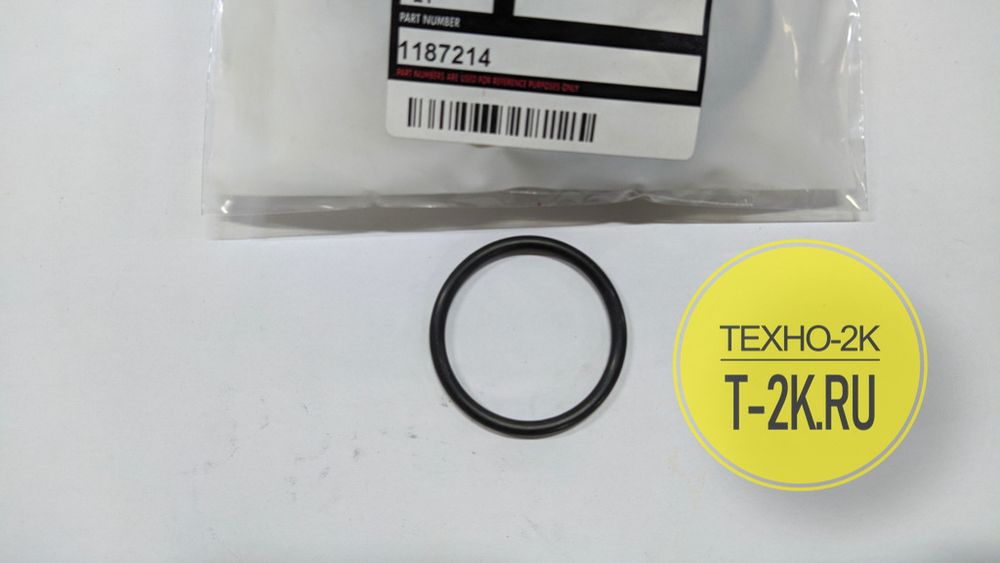 PART NUMBER
1187214
PART NUMBERS ARE USED FOR REFERENCE PURPOSES ONLY
ТЕХНО-2К
T-2K.RU